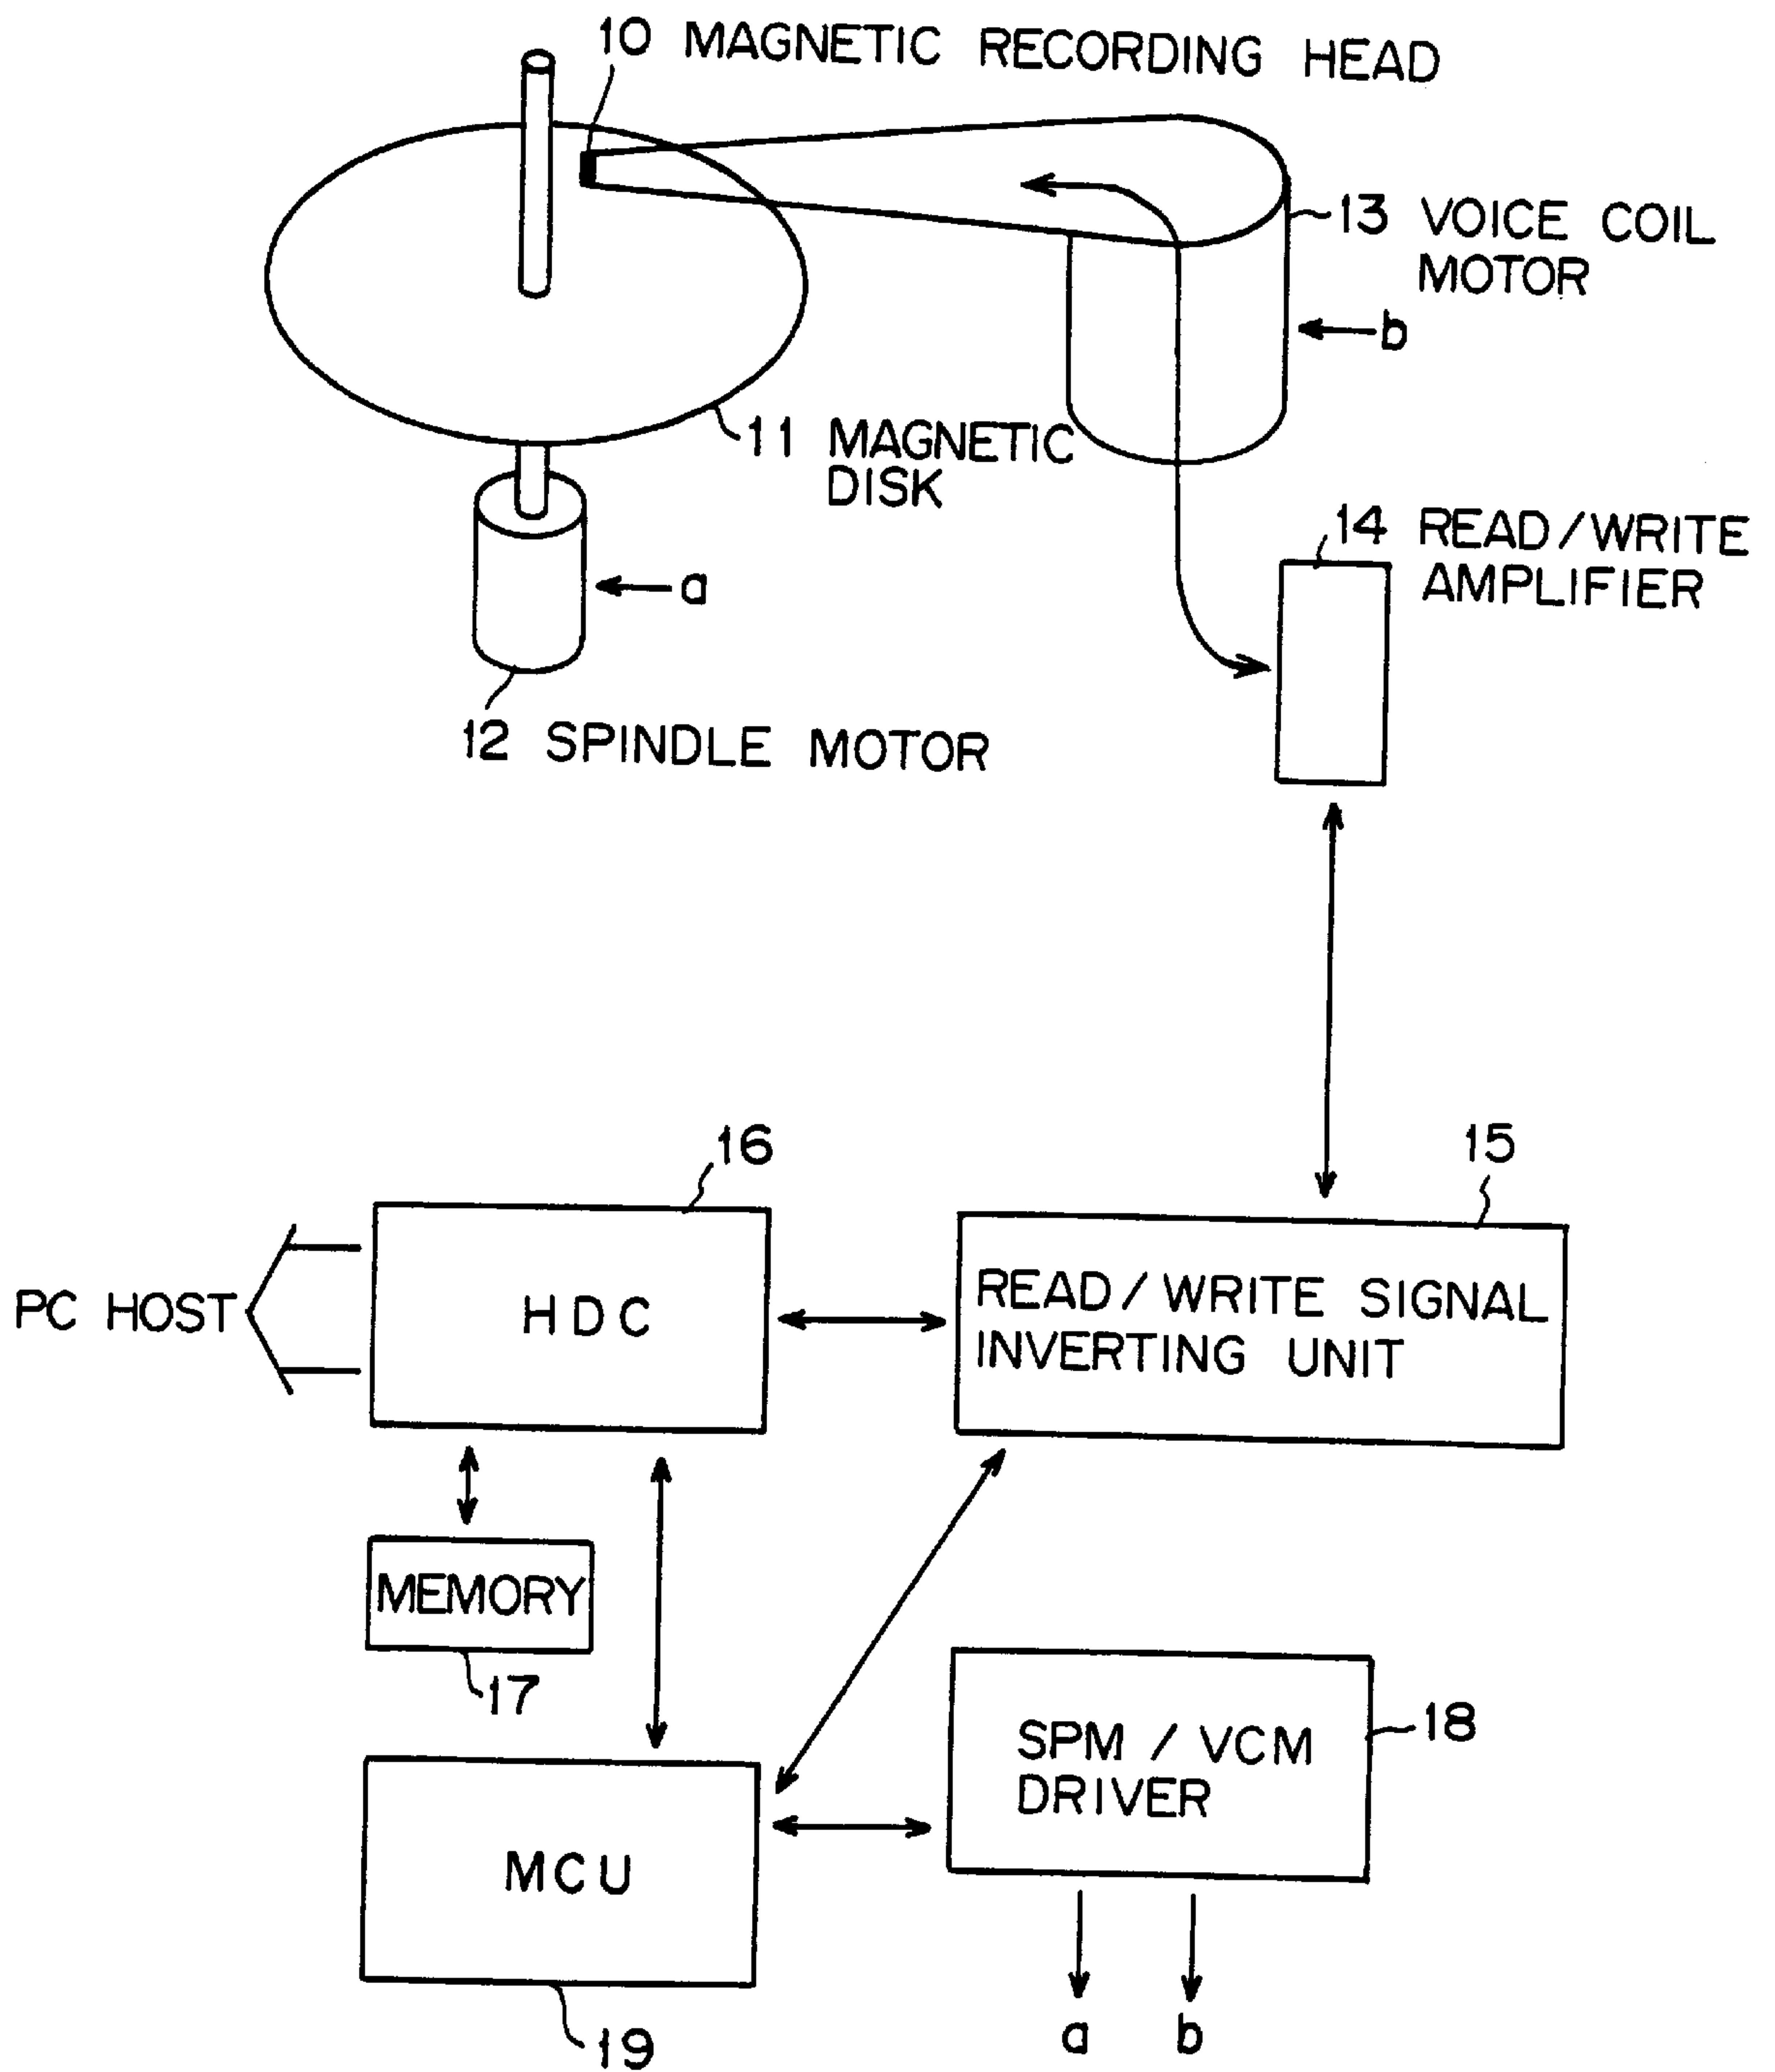 10 MAGNETIC RECORDING HEAD
13 VOICE COIL
MOTOR
b
11 MAGNETIC
DISK
14 READ/WRITE
AMPLIFIER
a
12 SPINDLE MOTOR
16
15
PC HOST
HDC
READ/WRITE SIGNAL
INVERTING UNIT
MEMORY
17
SPM/VCM
DRIVER
18
MCU
19
a
b